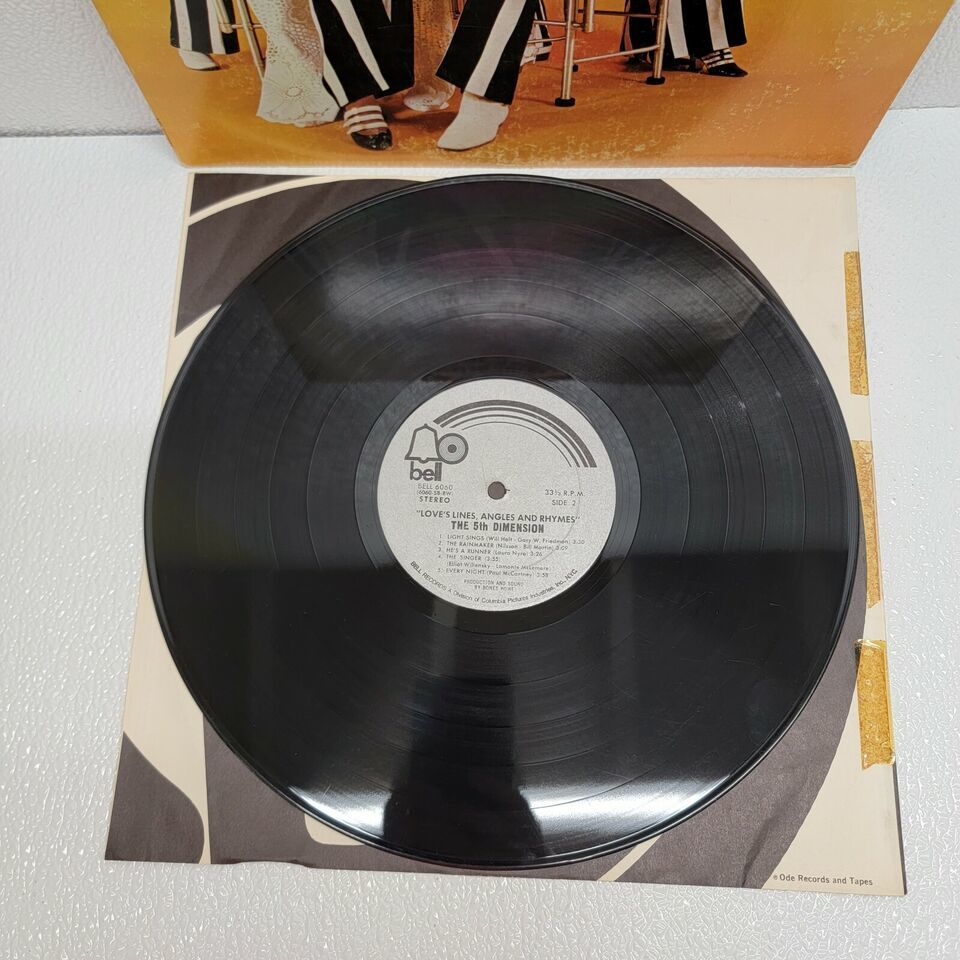 bell
BELL 6060
(6060-SB-BW)
STEREO
33⅓ R.P.M.
SIDE 2
"LOVE'S LINES, ANGLES AND RHYMES"
THE 5th DIMENSION
1. LIGHT SINGS (Will Holt - Gary W. Friedman) 3:30
2. THE RAINMAKER (Nilsson - Bill Martin) 3:09
3. HE'S A RUNNER (Laura Nyro) 3:26
4. THE SINGER (3:55)
(Elliot Willensky - Lamonte McLemore)
5. EVERY NIGHT (Paul McCartney) 3:58
PRODUCTION AND SOUND
BY BONES HOWE
BELL RECORDS A Division of Columbia Pictures Industries, Inc., NYC
Ode Records and Tapes